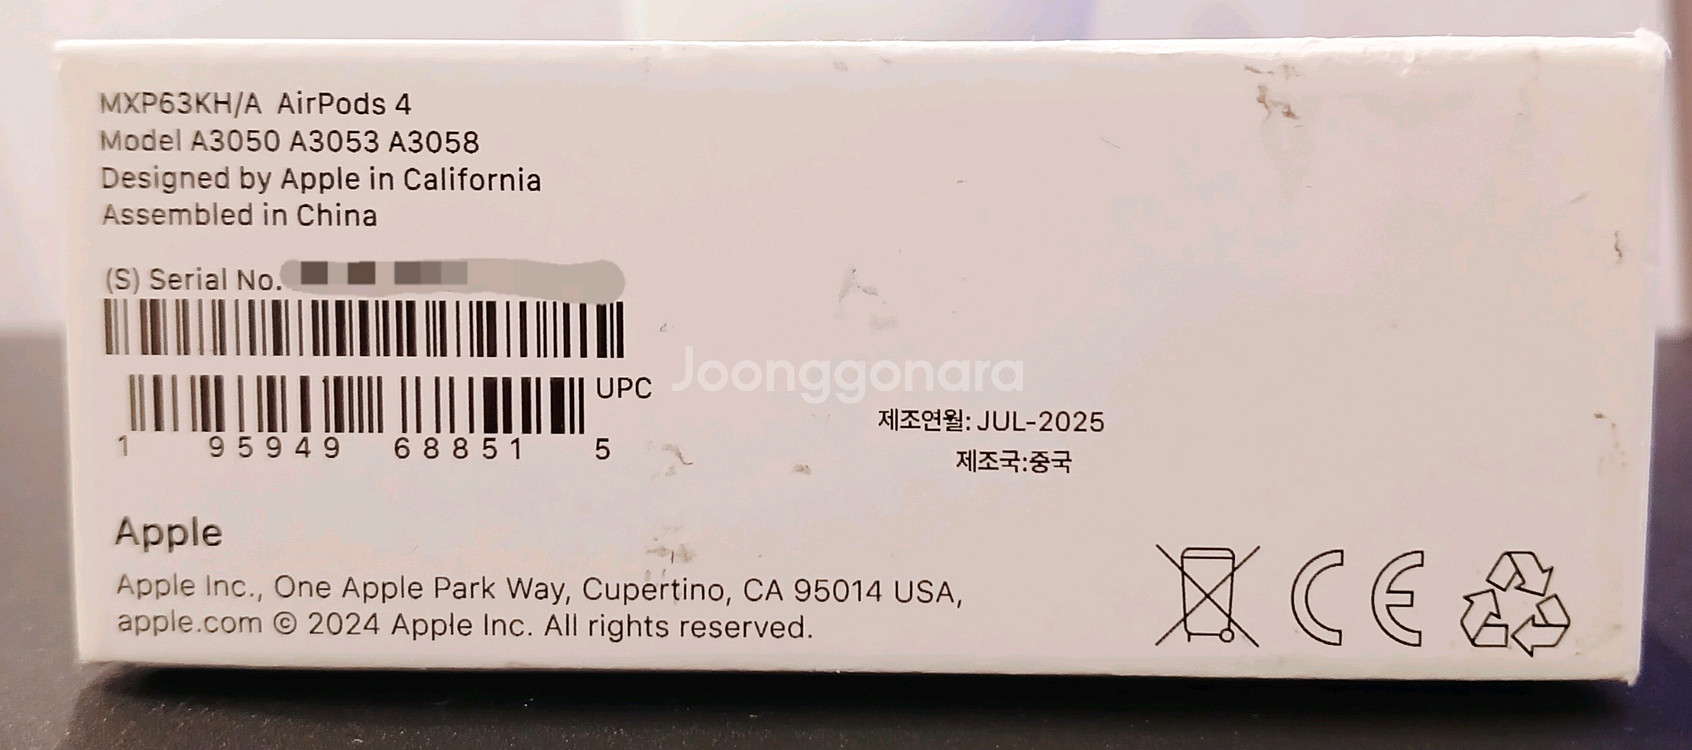 MXP63KH/A AirPods 4
Model A3050 A3053 A3058
Designed by Apple in California
Assembled in China
(S) Serial No.
UPC
1 95949 68851 5
Joonggonara
제조연월: JUL-2025
제조국:중국
Apple
Apple Inc., One Apple Park Way, Cupertino, CA 95014 USA,
apple.com © 2024 Apple Inc. All rights reserved.
CE